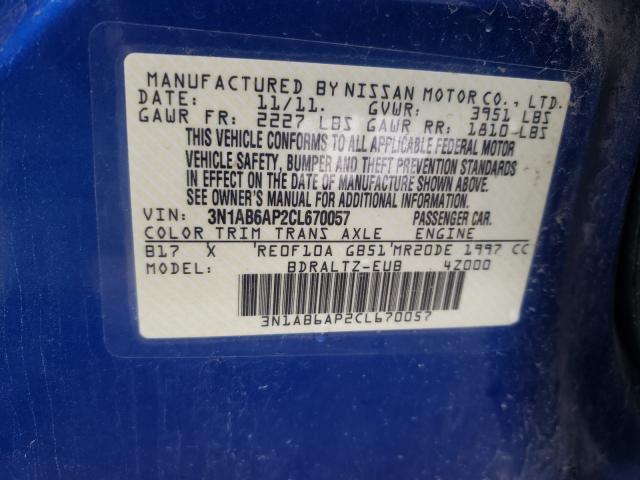 MANUFACTURED BY NISSAN MOTOR CO., LTD.
DATE: 11/11. GVWR: 3951 LBS
GAWR FR: 2227 LBS GAWR RR: 1810 LBS
THIS VEHICLE CONFORMS TO ALL APPLICABLE FEDERAL MOTOR
VEHICLE SAFETY, BUMPER AND THEFT PREVENTION STANDARDS
IN EFFECT ON THE DATE OF MANUFACTURE SHOWN ABOVE.
SEE OWNER'S MANUAL FOR ADDITIONAL INFORMATION.
VIN: 3N1AB6AP2CL670057 PASSENGER CAR.
COLOR TRIM TRANS AXLE ENGINE
B17 X 'RE0F10A GB51'MR20DE 1997 CC
MODEL: BDRALTZ-EUB 4Z000
3N1AB6AP2CL670057